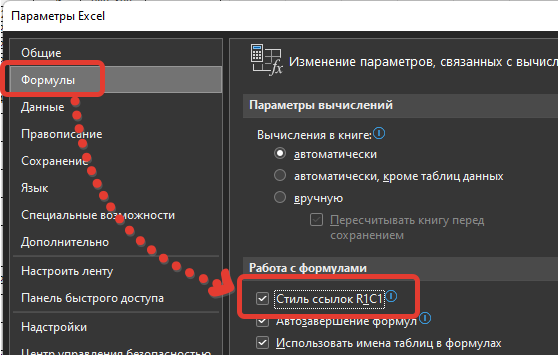 Параметры Excel
Общие
Формулы
Данные
Правописание
Сохранение
Язык
Специальные возможности
Дополнительно
Настроить ленту
Панель быстрого доступа
Надстройки
Центр управления безопасностью
fx Изменение параметров, связанных с вычисл
Параметры вычислений
Вычисления в книге:
автоматически
автоматически, кроме таблиц данных
вручную
Пересчитывать книгу перед
сохранением
Работа с формулами
Стиль ссылок R1C1
Автозавершение формул
Использовать имена таблиц в формулах